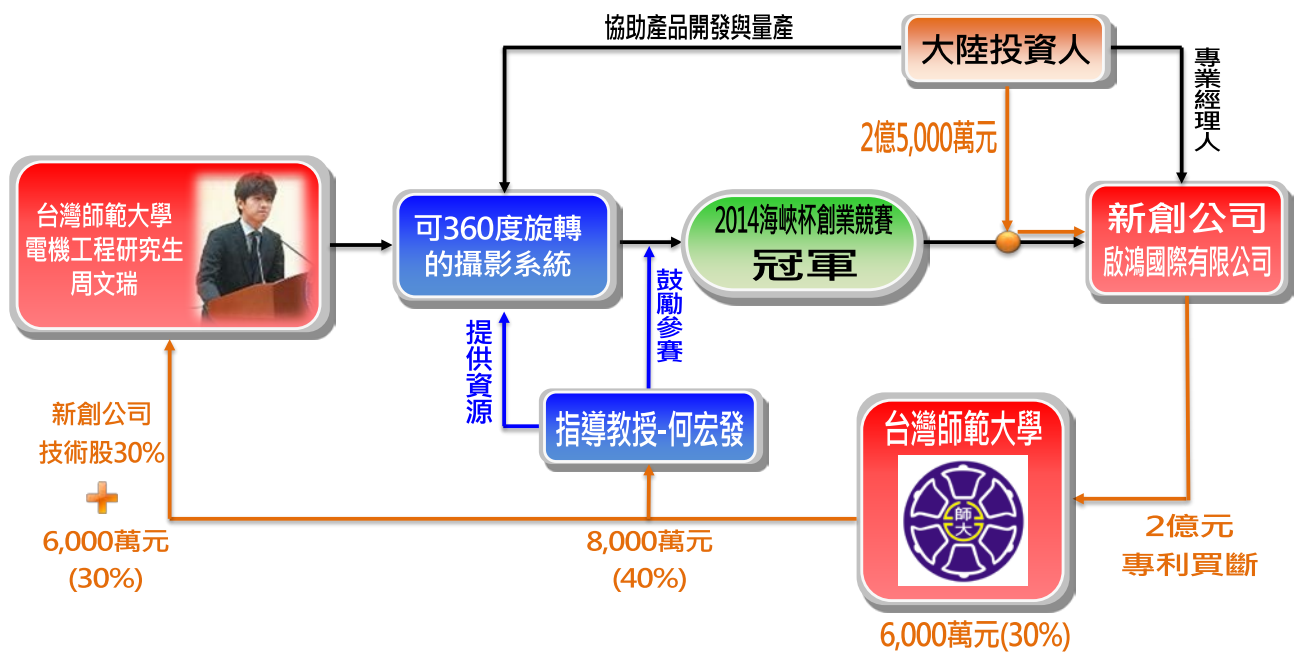 協助產品開發與量產
大陸投資人
專業經理人
2億5,000萬元
台灣師範大學
電機工程研究生
周文瑞
可360度旋轉
的攝影系統
2014海峽杯創業競賽
冠軍
新創公司
啟鴻國際有限公司
提供資源
鼓勵參賽
指導教授-何宏發
台灣師範大學
師大
新創公司
技術股30%
6,000萬元
(30%)
8,000萬元
(40%)
2億元
專利買斷
6,000萬元(30%)